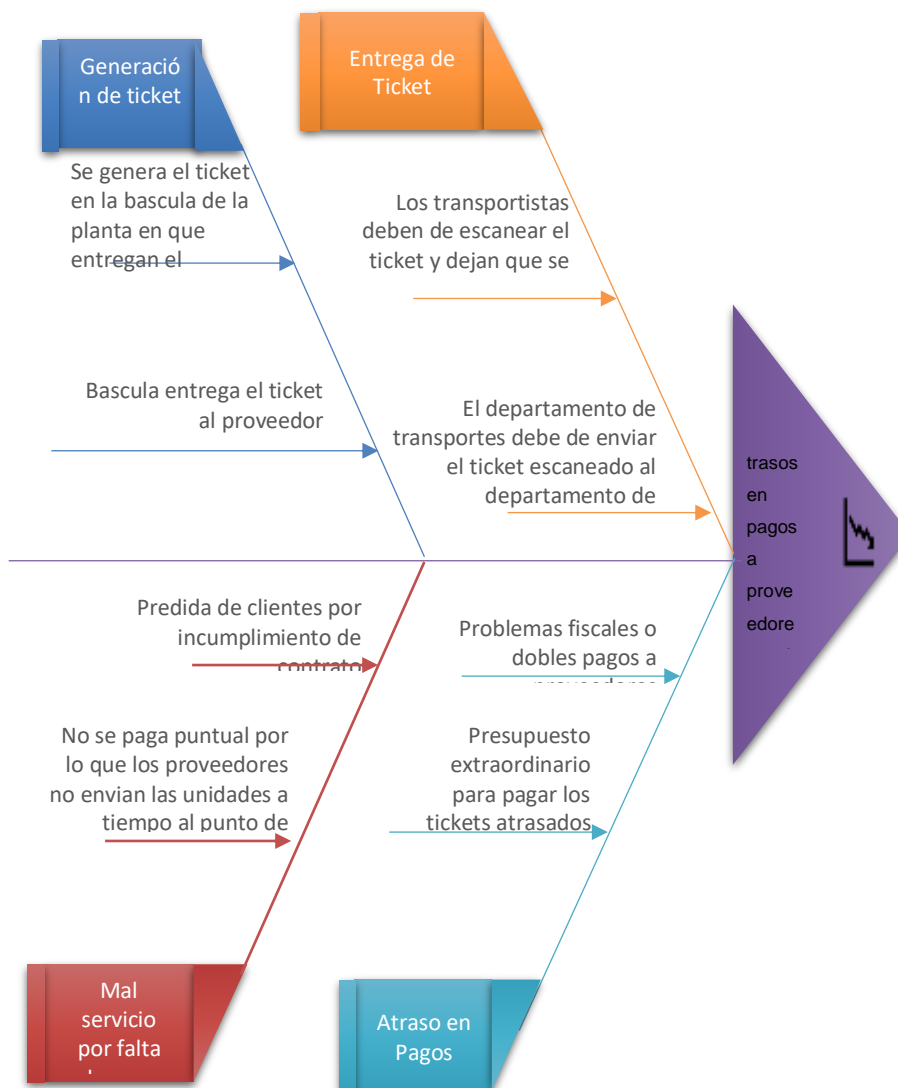 Generació
n de ticket
Entrega de
Ticket
Se genera el ticket
en la bascula de la
planta en que
entregan el
Los transportistas
deben de escanear el
ticket y dejan que se
Bascula entrega el ticket
al proveedor
El departamento de
transportes debe de enviar
el ticket escaneado al
departamento de
trasos
en
pagos
a
prove
edore
Predida de clientes por
incumplimiento de
contrato
Problemas fiscales o
dobles pagos a
proveedores
No se paga puntual por
lo que los proveedores
no envian las unidades a
tiempo al punto de
Presupuesto
extraordinario
para pagar los
tickets atrasados
Mal
servicio
por falta
Atraso en
Pagos